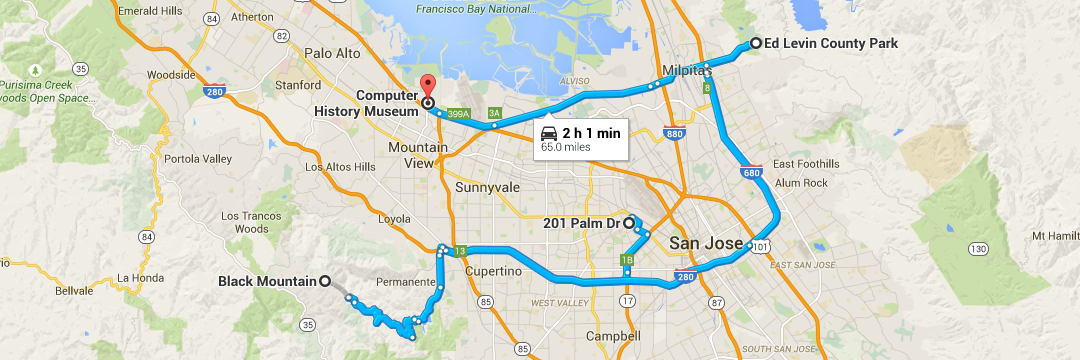 Emerald Hills
Atherton
84
82
Francisco Bay National...
Palo Alto
ALVISO
Milpitas
Ed Levin County Park
8
35
Purisima Creek
woods Open Space...
Woodside
280
Stanford
Computer
History Museum
399A
3A
2 h 1 min
65.0 miles
880
Portola Valley
Los Altos Hills
Mountain
View
Sunnyvale
680
East Foothills
Alum Rock
Los Trancos
Woods
Loyola
201 Palm Dr
San Jose
101
84
13
1B
130
Mt Hamilt
La Honda
Bellvale
Black Mountain
Permanente
Cupertino
280
EAST SAN JOSE
35
85
WEST VALLEY
17
87
Campbell
85
SOUTH SAN JOSE